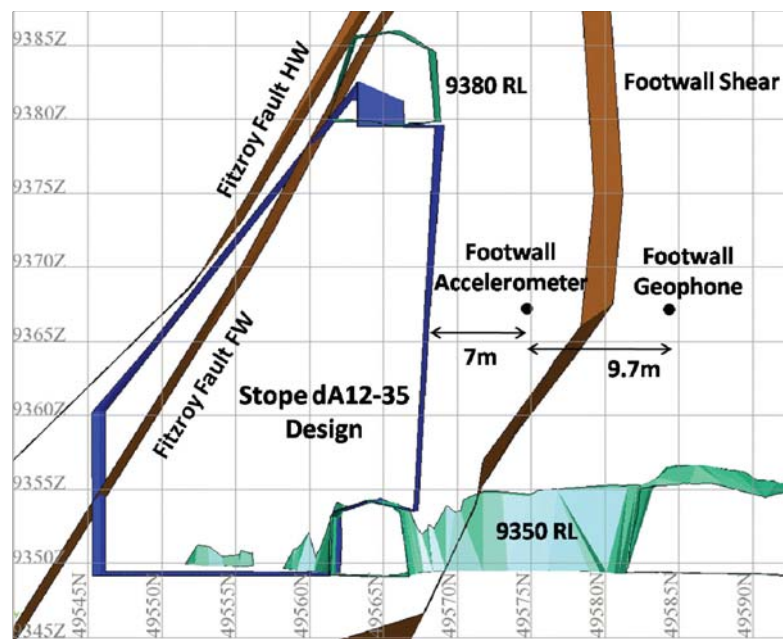 9385Z
9380Z
9375Z
9370Z
9365Z
9360Z
9355Z
9350Z
9345Z
Fitzroy Fault HW
Fitzroy Fault FW
9380 RL
Footwall Shear
Footwall
Accelerometer
Footwall
Geophone
7m
9.7m
Stope dA12-35
Design
9350 RL
49545N
49550N
49555N
49560N
49565N
49570N
49575N
49580N
49585N
49590N